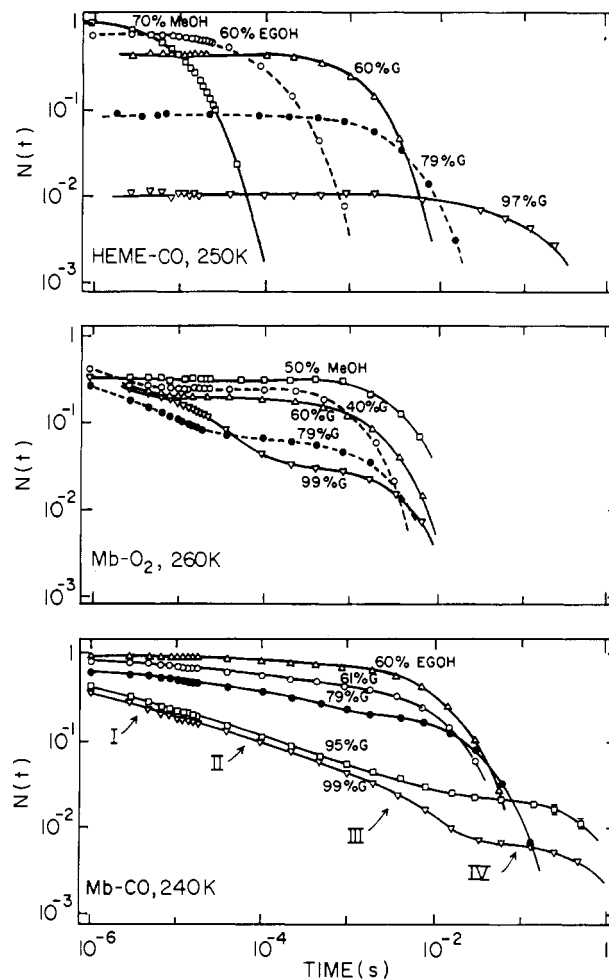 70% MeOH
60% EGOH
1
60%G
10⁻¹
N(t)
79%G
10⁻²
97%G
HEME-CO, 250K
10⁻³
1
50% MeOH
10⁻¹
60%G
40%G
N(t)
79%G
10⁻²
99%G
Mb-O₂, 260K
10⁻³
1
60% EGOH
61%G
79%G
10⁻¹
I
N(t)
II
95%G
99%G
10⁻²
III
IV
Mb-CO, 240K
10⁻³
10⁻⁶
10⁻⁴
10⁻²
1
TIME(s)